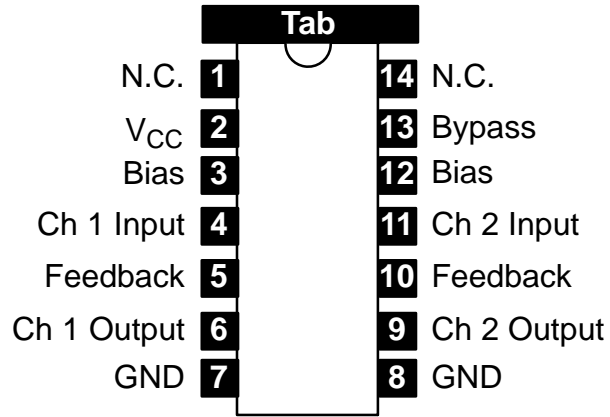 Tab
N.C. 1 14 N.C.
VCC 2 13 Bypass
Bias 3 12 Bias
Ch 1 Input 4 11 Ch 2 Input
Feedback 5 10 Feedback
Ch 1 Output 6 9 Ch 2 Output
GND 7 8 GND